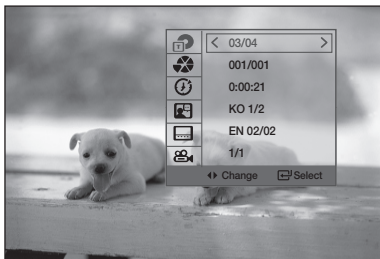 T
< 03/04 >
001/001
0:00:21
KO 1/2
EN 02/02
1/1
Change Select